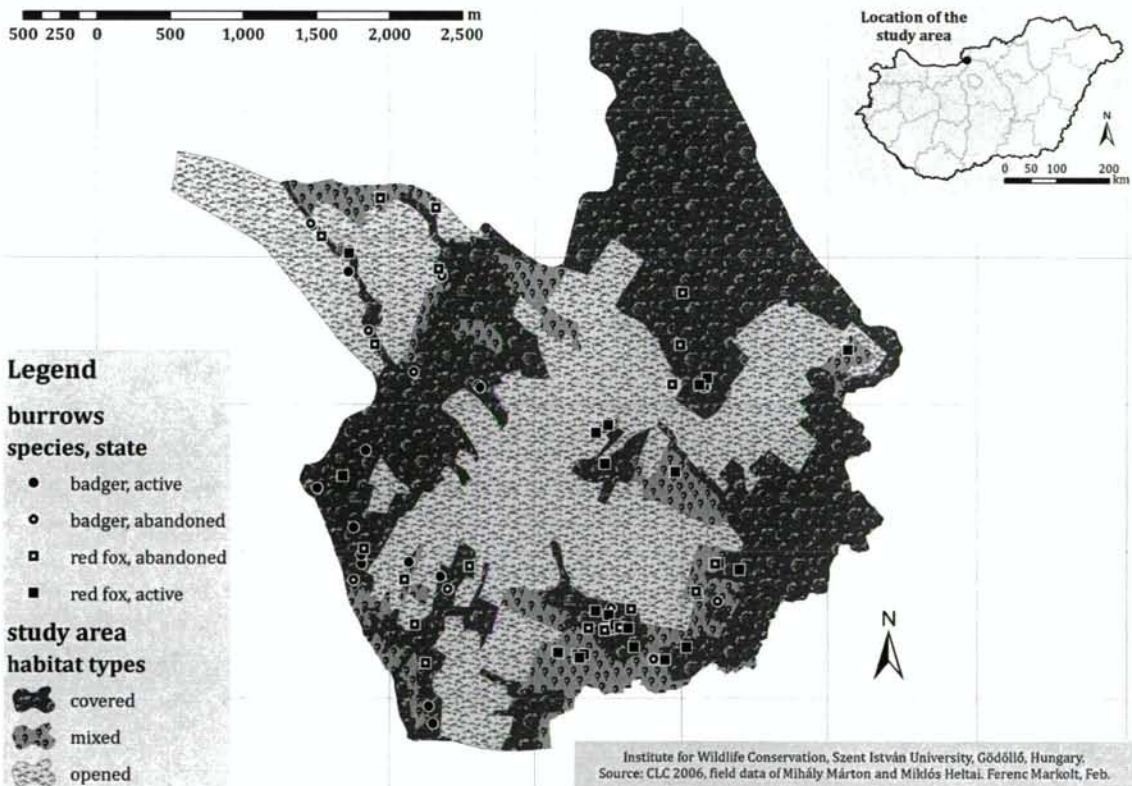 500 250 0 500 1,000 1,500 2,000 2,500 m
Location of the
study area
N
0 50 100 200
km
Legend
burrows
species, state
badger, active
badger, abandoned
red fox, abandoned
red fox, active
study area
habitat types
covered
mixed
opened
N
Institute for Wildlife Conservation, Szent István University, Gödöllő, Hungary.
Source: CLC 2006, field data of Mihály Márton and Miklós Heltai. Ferenc Markolt, Feb.